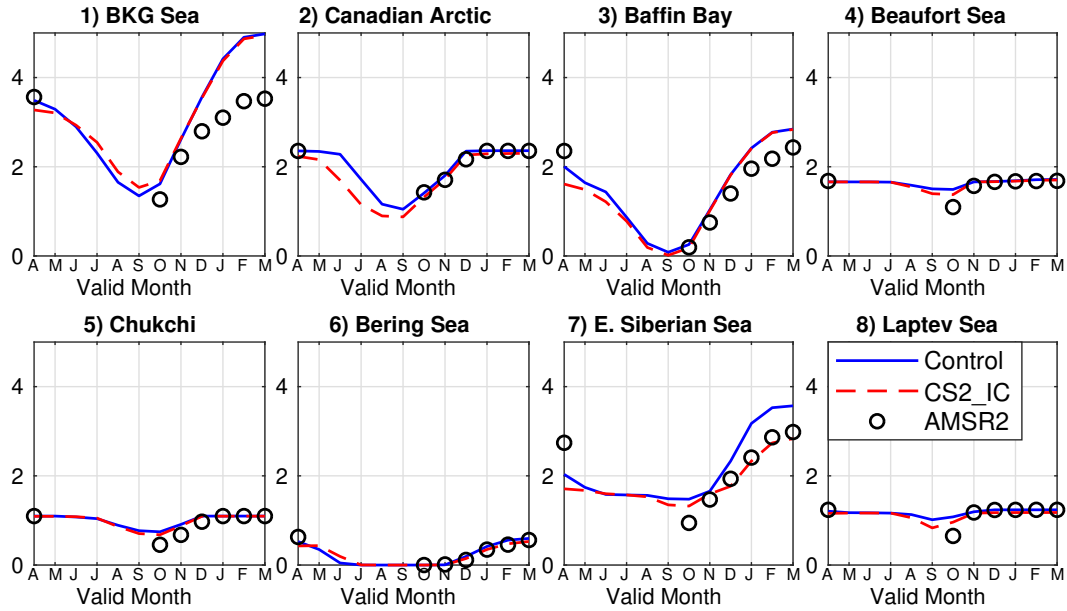 1) BKG Sea
2) Canadian Arctic
3) Baffin Bay
4) Beaufort Sea
4
2
0
A M J J A S O N D J F M
Valid Month
4
2
0
A M J J A S O N D J F M
Valid Month
4
2
0
A M J J A S O N D J F M
Valid Month
4
2
0
A M J J A S O N D J F M
Valid Month
5) Chukchi
6) Bering Sea
7) E. Siberian Sea
8) Laptev Sea
4
2
0
A M J J A S O N D J F M
Valid Month
4
2
0
A M J J A S O N D J F M
Valid Month
4
2
0
A M J J A S O N D J F M
Valid Month
Control
CS2_IC
AMSR2
4
2
0
A M J J A S O N D J F M
Valid Month